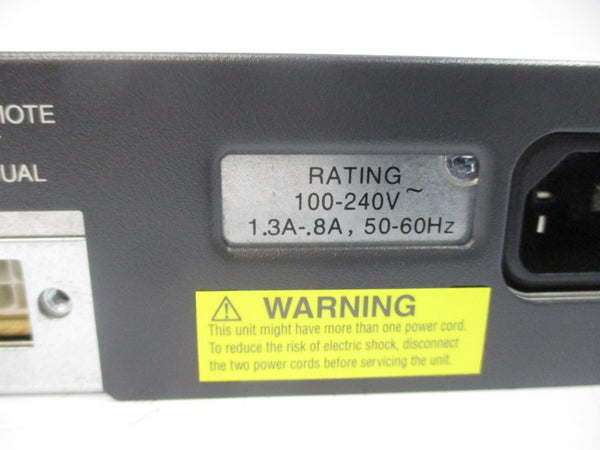 MOTE
UAL
RATING
100-240V~
1.3A-.8A, 50-60Hz
⚠ WARNING
This unit might have more than one power cord.
To reduce the risk of electric shock, disconnect
the two power cords before servicing the unit.